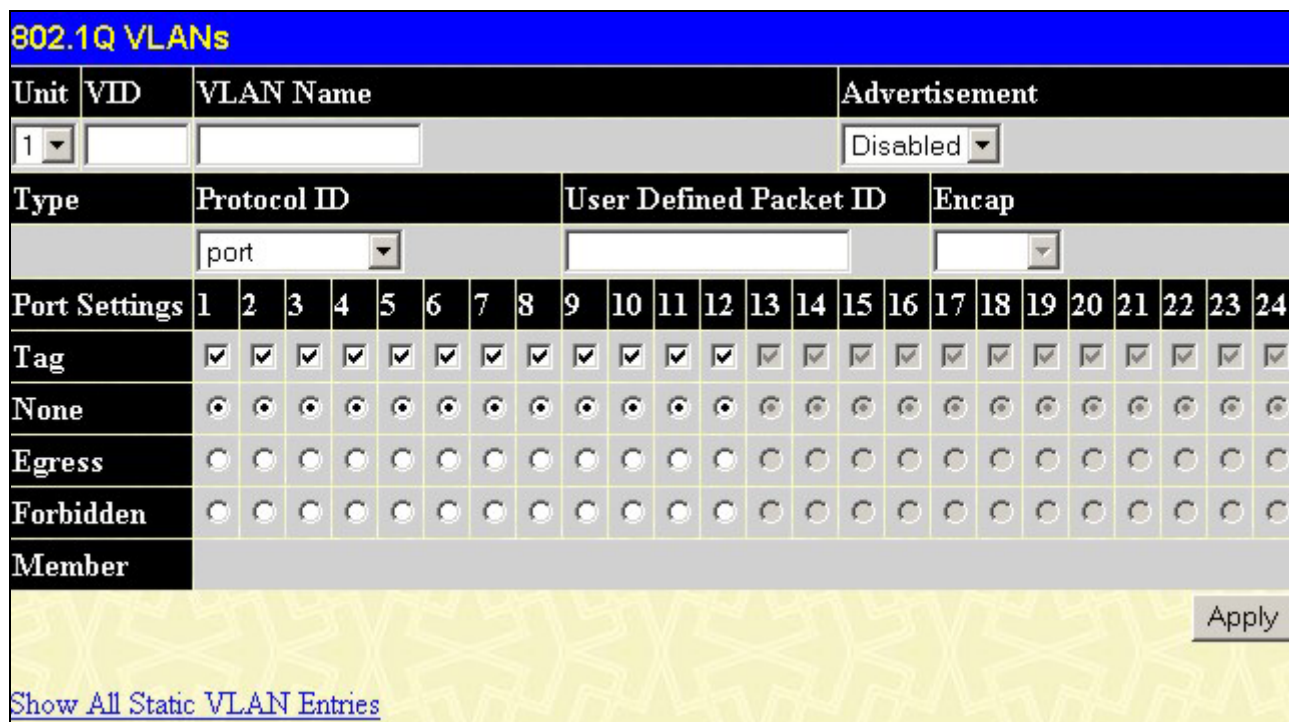 802.1Q VLANs
Unit VID VLAN Name Advertisement
1 Disabled
Type Protocol ID User Defined Packet ID Encap
port
Port Settings 1 2 3 4 5 6 7 8 9 10 11 12 13 14 15 16 17 18 19 20 21 22 23 24
Tag
None
Egress
Forbidden
Member
Apply
Show All Static VLAN Entries